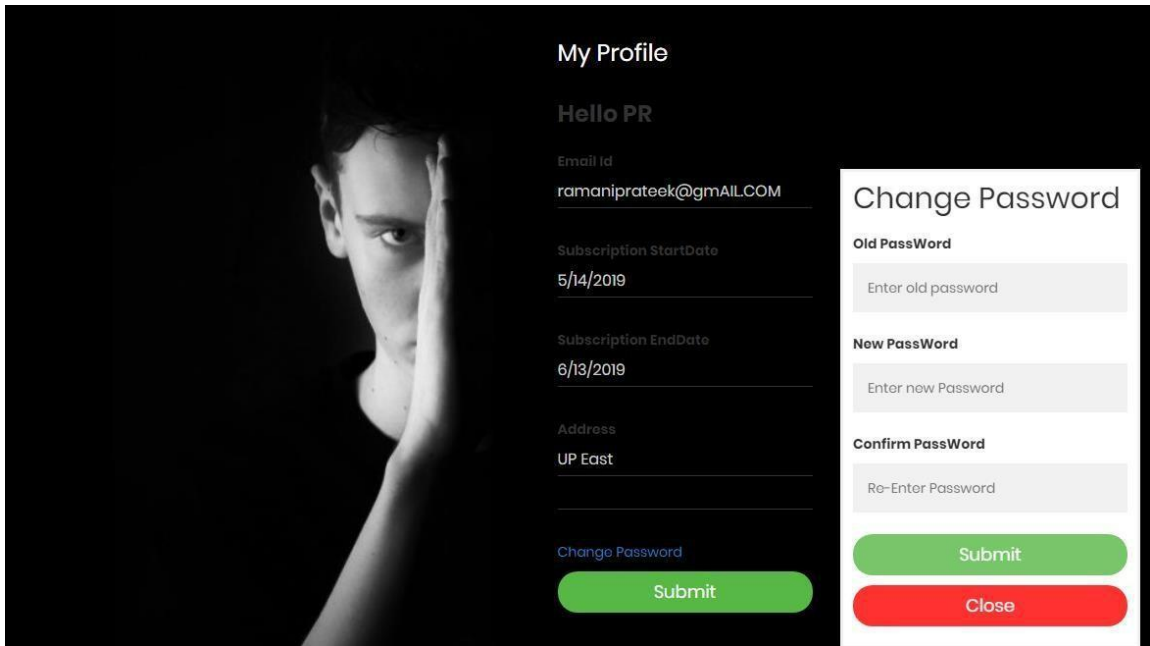 My Profile
Hello PR
Email Id
ramaniprateek@gmAIL.COM
Subscription StartDate
5/14/2019
Subscription EndDate
6/13/2019
Address
UP East
Change Password
Submit
Change Password
Old PassWord
Enter old password
New PassWord
Enter new Password
Confirm PassWord
Re-Enter Password
Submit
Close